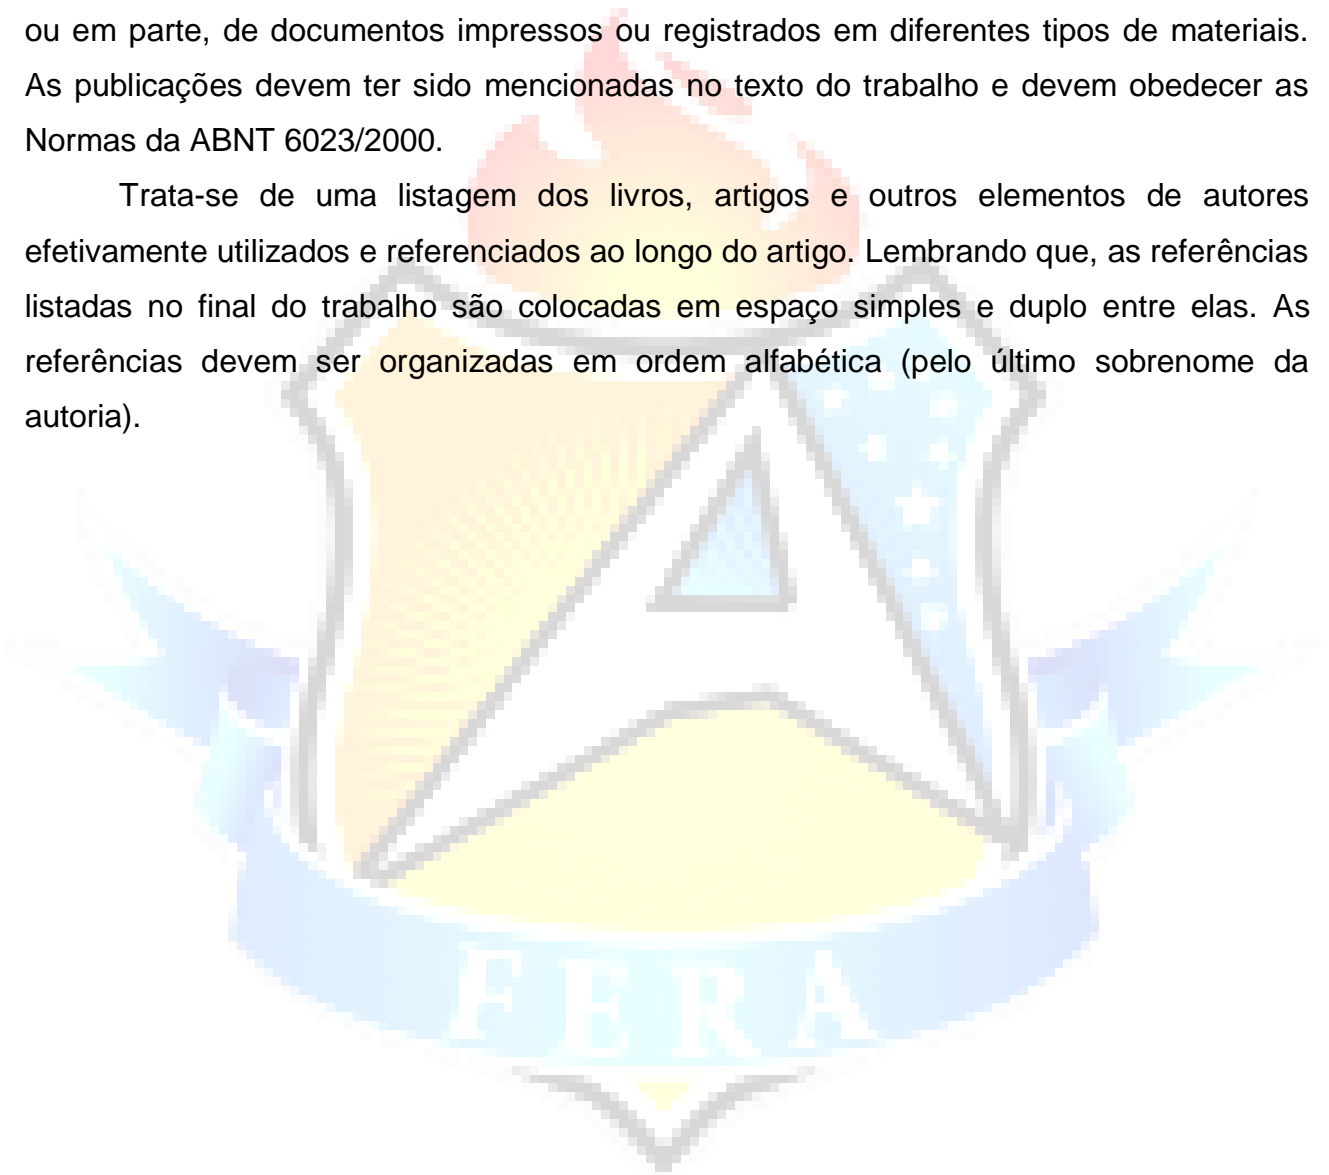 ou em parte, de documentos impressos ou registrados em diferentes tipos de materiais.
As publicações devem ter sido mencionadas no texto do trabalho e devem obedecer as
Normas da ABNT 6023/2000.
Trata-se de uma listagem dos livros, artigos e outros elementos de autores
efetivamente utilizados e referenciados ao longo do artigo. Lembrando que, as referências
listadas no final do trabalho são colocadas em espaço simples e duplo entre elas. As
referências devem ser organizadas em ordem alfabética (pelo último sobrenome da
autoria).
FERA